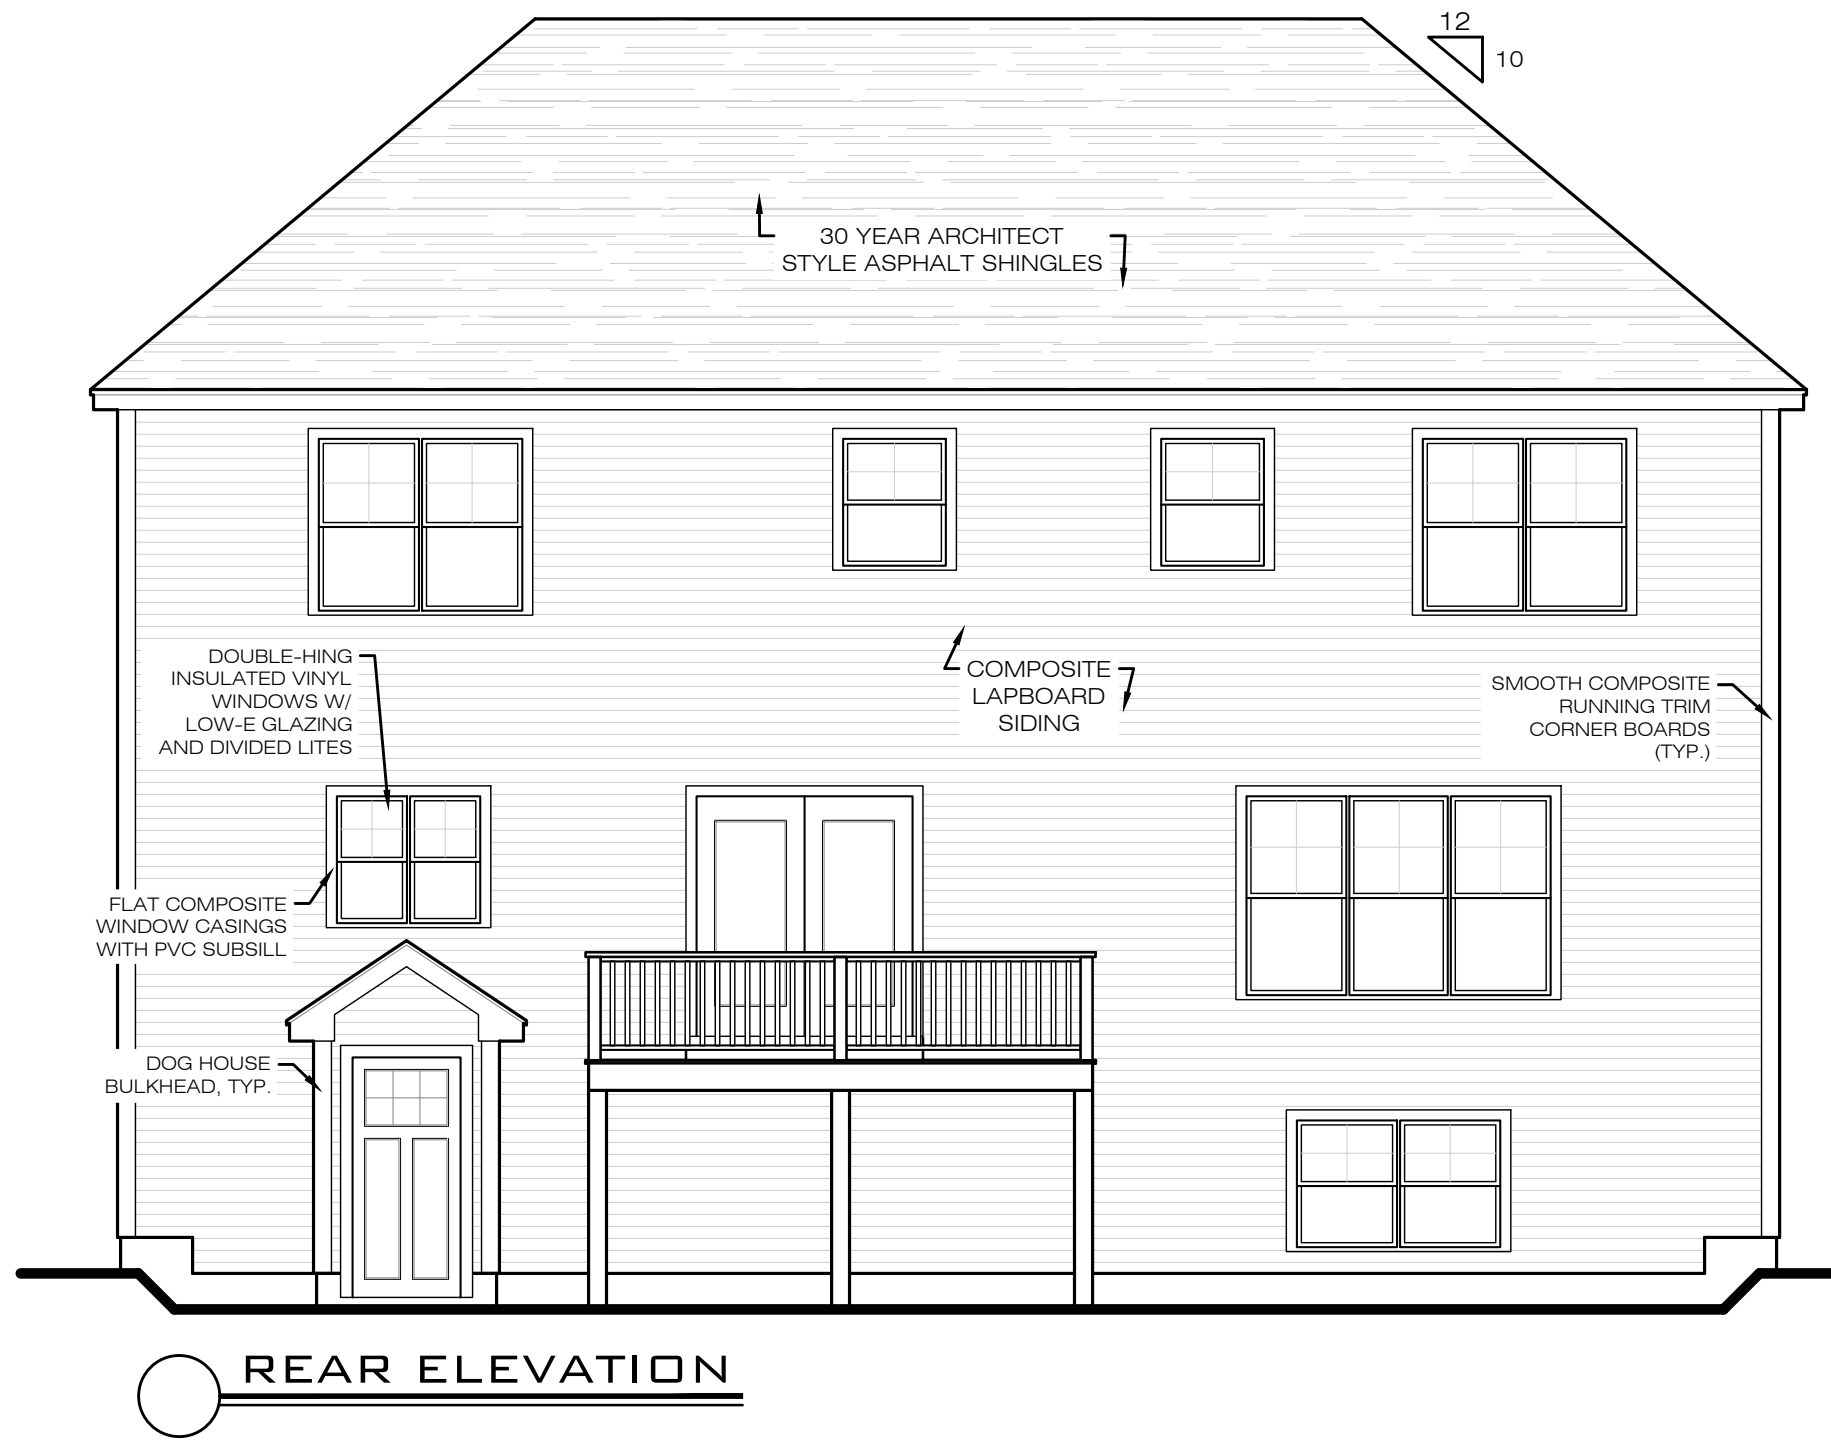 12
10
30 YEAR ARCHITECT
STYLE ASPHALT SHINGLES
DOUBLE-HING
INSULATED VINYL
WINDOWS W/
LOW-E GLAZING
AND DIVIDED LITES
COMPOSITE
LAPBOARD
SIDING
SMOOTH COMPOSITE
RUNNING TRIM
CORNER BOARDS
(TYP.)
FLAT COMPOSITE
WINDOW CASINGS
WITH PVC SUBSILL
DOG HOUSE
BULKHEAD, TYP.
REAR ELEVATION